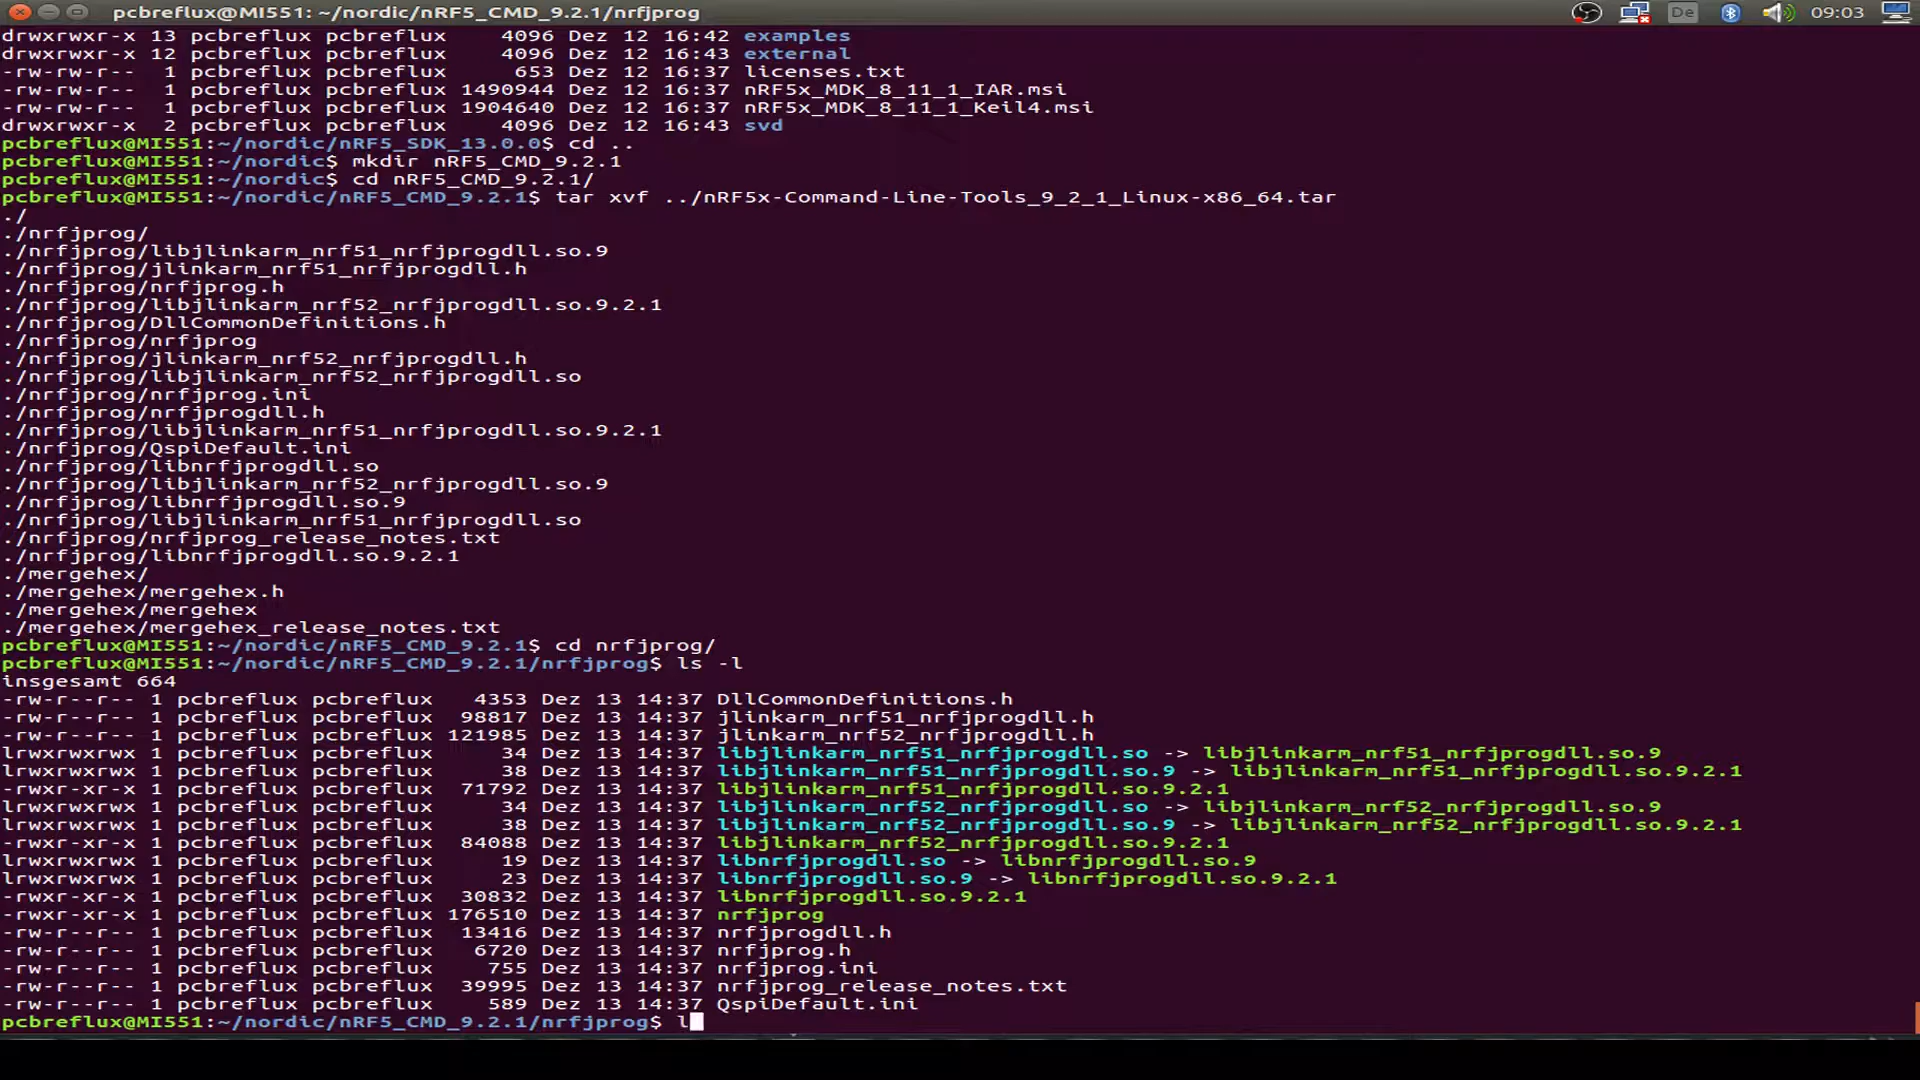 pcbreflux@MI551: ~/nordic/nRF5_CMD_9.2.1/nrfjprog De 09:03
drwxrwxr-x 13 pcbreflux pcbreflux 4096 Dez 12 16:42 examples
drwxrwxr-x 12 pcbreflux pcbreflux 4096 Dez 12 16:43 external
-rw-rw-r-- 1 pcbreflux pcbreflux 653 Dez 12 16:37 licenses.txt
-rw-rw-r-- 1 pcbreflux pcbreflux 1490944 Dez 12 16:37 nRF5x_MDK_8_11_1_IAR.msi
-rw-rw-r-- 1 pcbreflux pcbreflux 1904640 Dez 12 16:37 nRF5x_MDK_8_11_1_Keil4.msi
drwxrwxr-x 2 pcbreflux pcbreflux 4096 Dez 12 16:43 svd
pcbreflux@MI551:~/nordic/nRF5_SDK_13.0.0$ cd ..
pcbreflux@MI551:~/nordic$ mkdir nRF5_CMD_9.2.1
pcbreflux@MI551:~/nordic$ cd nRF5_CMD_9.2.1/
pcbreflux@MI551:~/nordic/nRF5_CMD_9.2.1$ tar xvf ../nRF5x-Command-Line-Tools_9_2_1_Linux-x86_64.tar
./
./nrfjprog/
./nrfjprog/libjlinkarm_nrf51_nrfjprogdll.so.9
./nrfjprog/jlinkarm_nrf51_nrfjprogdll.h
./nrfjprog/nrfjprog.h
./nrfjprog/libjlinkarm_nrf52_nrfjprogdll.so.9.2.1
./nrfjprog/DllCommonDefinitions.h
./nrfjprog/nrfjprog
./nrfjprog/jlinkarm_nrf52_nrfjprogdll.h
./nrfjprog/libjlinkarm_nrf52_nrfjprogdll.so
./nrfjprog/nrfjprog.ini
./nrfjprog/nrfjprogdll.h
./nrfjprog/libjlinkarm_nrf51_nrfjprogdll.so.9.2.1
./nrfjprog/QspiDefault.ini
./nrfjprog/libnrfjprogdll.so
./nrfjprog/libjlinkarm_nrf52_nrfjprogdll.so.9
./nrfjprog/libnrfjprogdll.so.9
./nrfjprog/libjlinkarm_nrf51_nrfjprogdll.so
./nrfjprog/nrfjprog_release_notes.txt
./nrfjprog/libnrfjprogdll.so.9.2.1
./mergehex/
./mergehex/mergehex.h
./mergehex/mergehex
./mergehex/mergehex_release_notes.txt
pcbreflux@MI551:~/nordic/nRF5_CMD_9.2.1$ cd nrfjprog/
pcbreflux@MI551:~/nordic/nRF5_CMD_9.2.1/nrfjprog$ ls -l
insgesamt 664
-rw-r--r-- 1 pcbreflux pcbreflux 4353 Dez 13 14:37 DllCommonDefinitions.h
-rw-r--r-- 1 pcbreflux pcbreflux 98817 Dez 13 14:37 jlinkarm_nrf51_nrfjprogdll.h
-rw-r--r-- 1 pcbreflux pcbreflux 121985 Dez 13 14:37 jlinkarm_nrf52_nrfjprogdll.h
lrwxrwxrwx 1 pcbreflux pcbreflux 34 Dez 13 14:37 libjlinkarm_nrf51_nrfjprogdll.so -> libjlinkarm_nrf51_nrfjprogdll.so.9
lrwxrwxrwx 1 pcbreflux pcbreflux 38 Dez 13 14:37 libjlinkarm_nrf51_nrfjprogdll.so.9 -> libjlinkarm_nrf51_nrfjprogdll.so.9.2.1
-rwxr-xr-x 1 pcbreflux pcbreflux 71792 Dez 13 14:37 libjlinkarm_nrf51_nrfjprogdll.so.9.2.1
lrwxrwxrwx 1 pcbreflux pcbreflux 34 Dez 13 14:37 libjlinkarm_nrf52_nrfjprogdll.so -> libjlinkarm_nrf52_nrfjprogdll.so.9
lrwxrwxrwx 1 pcbreflux pcbreflux 38 Dez 13 14:37 libjlinkarm_nrf52_nrfjprogdll.so.9 -> libjlinkarm_nrf52_nrfjprogdll.so.9.2.1
-rwxr-xr-x 1 pcbreflux pcbreflux 84088 Dez 13 14:37 libjlinkarm_nrf52_nrfjprogdll.so.9.2.1
lrwxrwxrwx 1 pcbreflux pcbreflux 19 Dez 13 14:37 libnrfjprogdll.so -> libnrfjprogdll.so.9
lrwxrwxrwx 1 pcbreflux pcbreflux 23 Dez 13 14:37 libnrfjprogdll.so.9 -> libnrfjprogdll.so.9.2.1
-rwxr-xr-x 1 pcbreflux pcbreflux 30832 Dez 13 14:37 libnrfjprogdll.so.9.2.1
-rwxr-xr-x 1 pcbreflux pcbreflux 176510 Dez 13 14:37 nrfjprog
-rw-r--r-- 1 pcbreflux pcbreflux 13416 Dez 13 14:37 nrfjprogdll.h
-rw-r--r-- 1 pcbreflux pcbreflux 6720 Dez 13 14:37 nrfjprog.h
-rw-r--r-- 1 pcbreflux pcbreflux 755 Dez 13 14:37 nrfjprog.ini
-rw-r--r-- 1 pcbreflux pcbreflux 39995 Dez 13 14:37 nrfjprog_release_notes.txt
-rw-r--r-- 1 pcbreflux pcbreflux 589 Dez 13 14:37 QspiDefault.ini
pcbreflux@MI551:~/nordic/nRF5_CMD_9.2.1/nrfjprog$ l